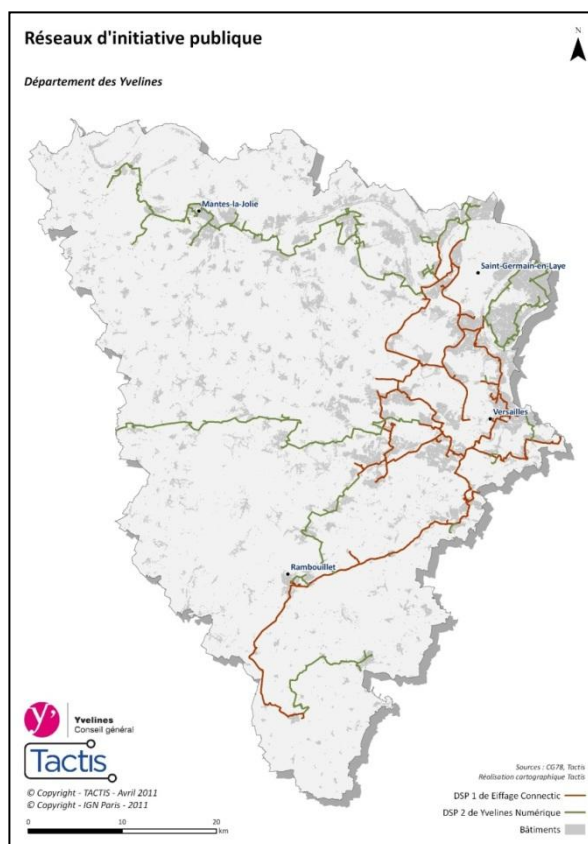 Réseaux d'initiative publique
N
Département des Yvelines
Mantes-la-Jolie
Saint-Germain-en-Laye
Versailles
Rambouillet
y'
Yvelines
Conseil général
Tactis
© Copyright - TACTIS - Avril 2011
© Copyright - IGN Paris - 2011
0 10 20
km
Sources : CG78, Tactis
Réalisation cartographique Tactis
DSP 1 de Eiffage Connectic
DSP 2 de Yvelines Numérique
Bâtiments